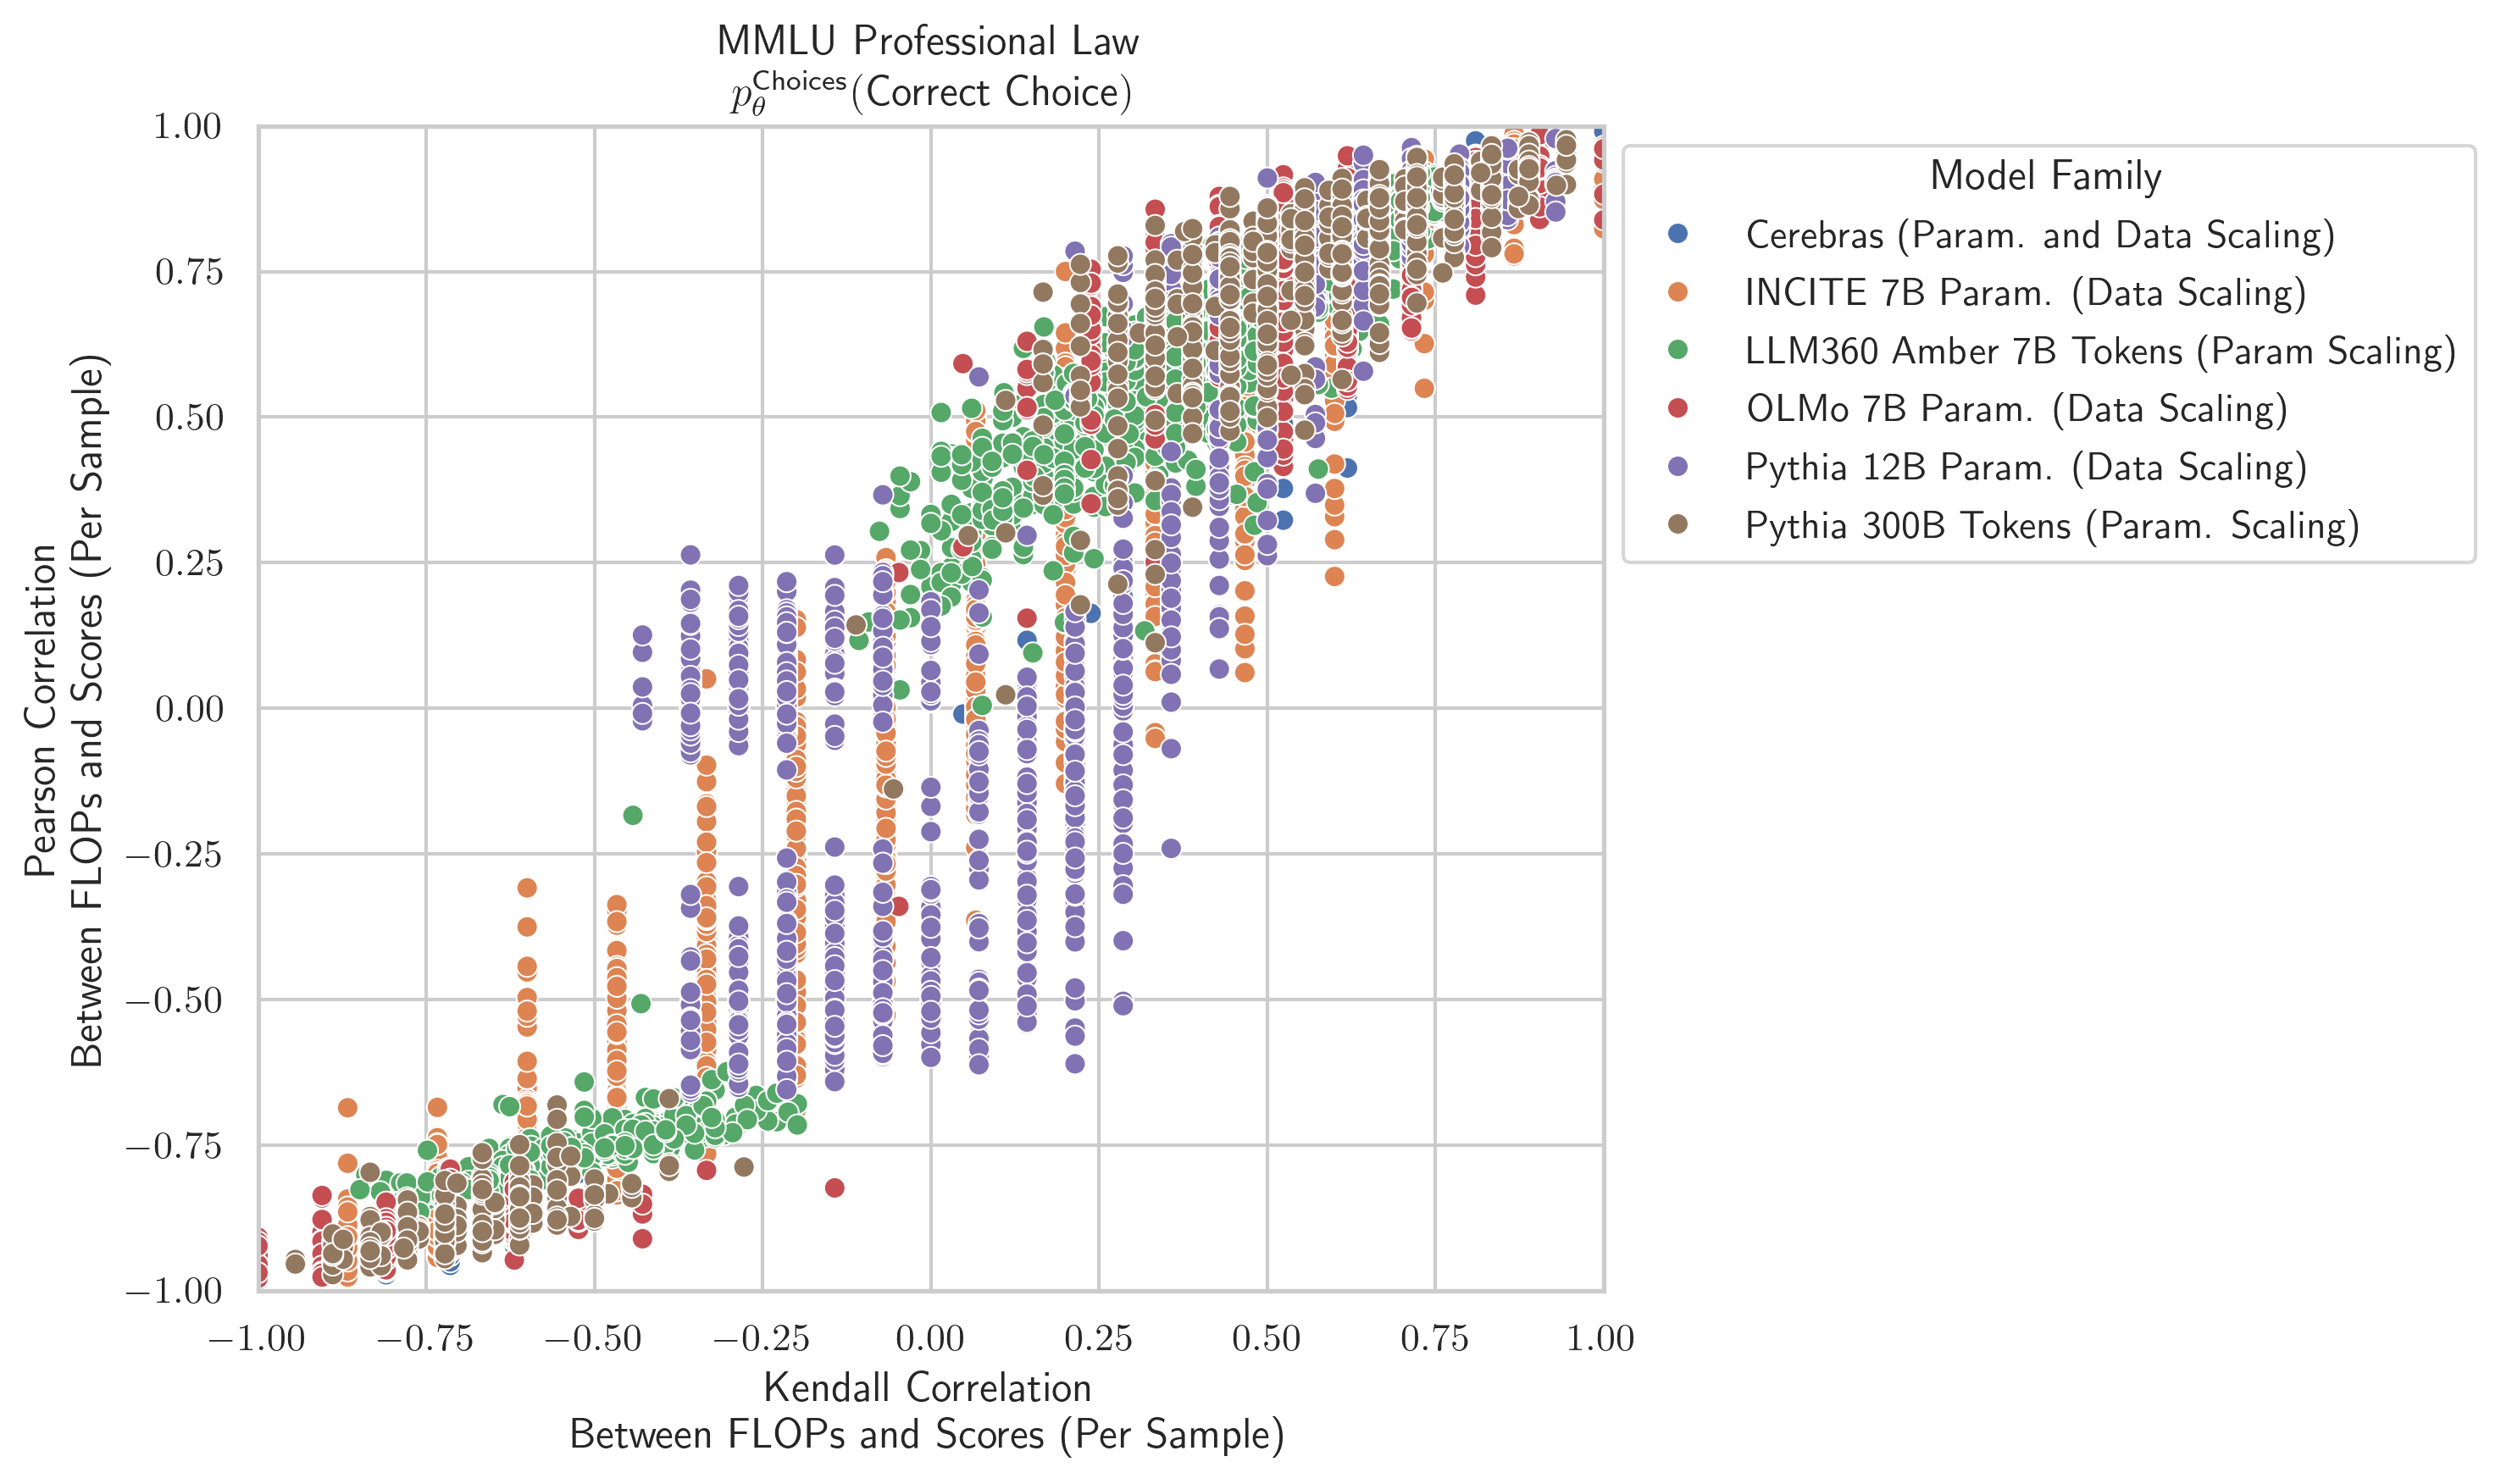 MMLU Professional Law
p_θ^Choices(Correct Choice)
1.00
0.75
0.50
0.25
0.00
−0.25
−0.50
−0.75
−1.00
Pearson Correlation
Between FLOPs and Scores (Per Sample)
−1.00 −0.75 −0.50 −0.25 0.00 0.25 0.50 0.75 1.00
Kendall Correlation
Between FLOPs and Scores (Per Sample)
Model Family
Cerebras (Param. and Data Scaling)
INCITE 7B Param. (Data Scaling)
LLM360 Amber 7B Tokens (Param Scaling)
OLMo 7B Param. (Data Scaling)
Pythia 12B Param. (Data Scaling)
Pythia 300B Tokens (Param. Scaling)